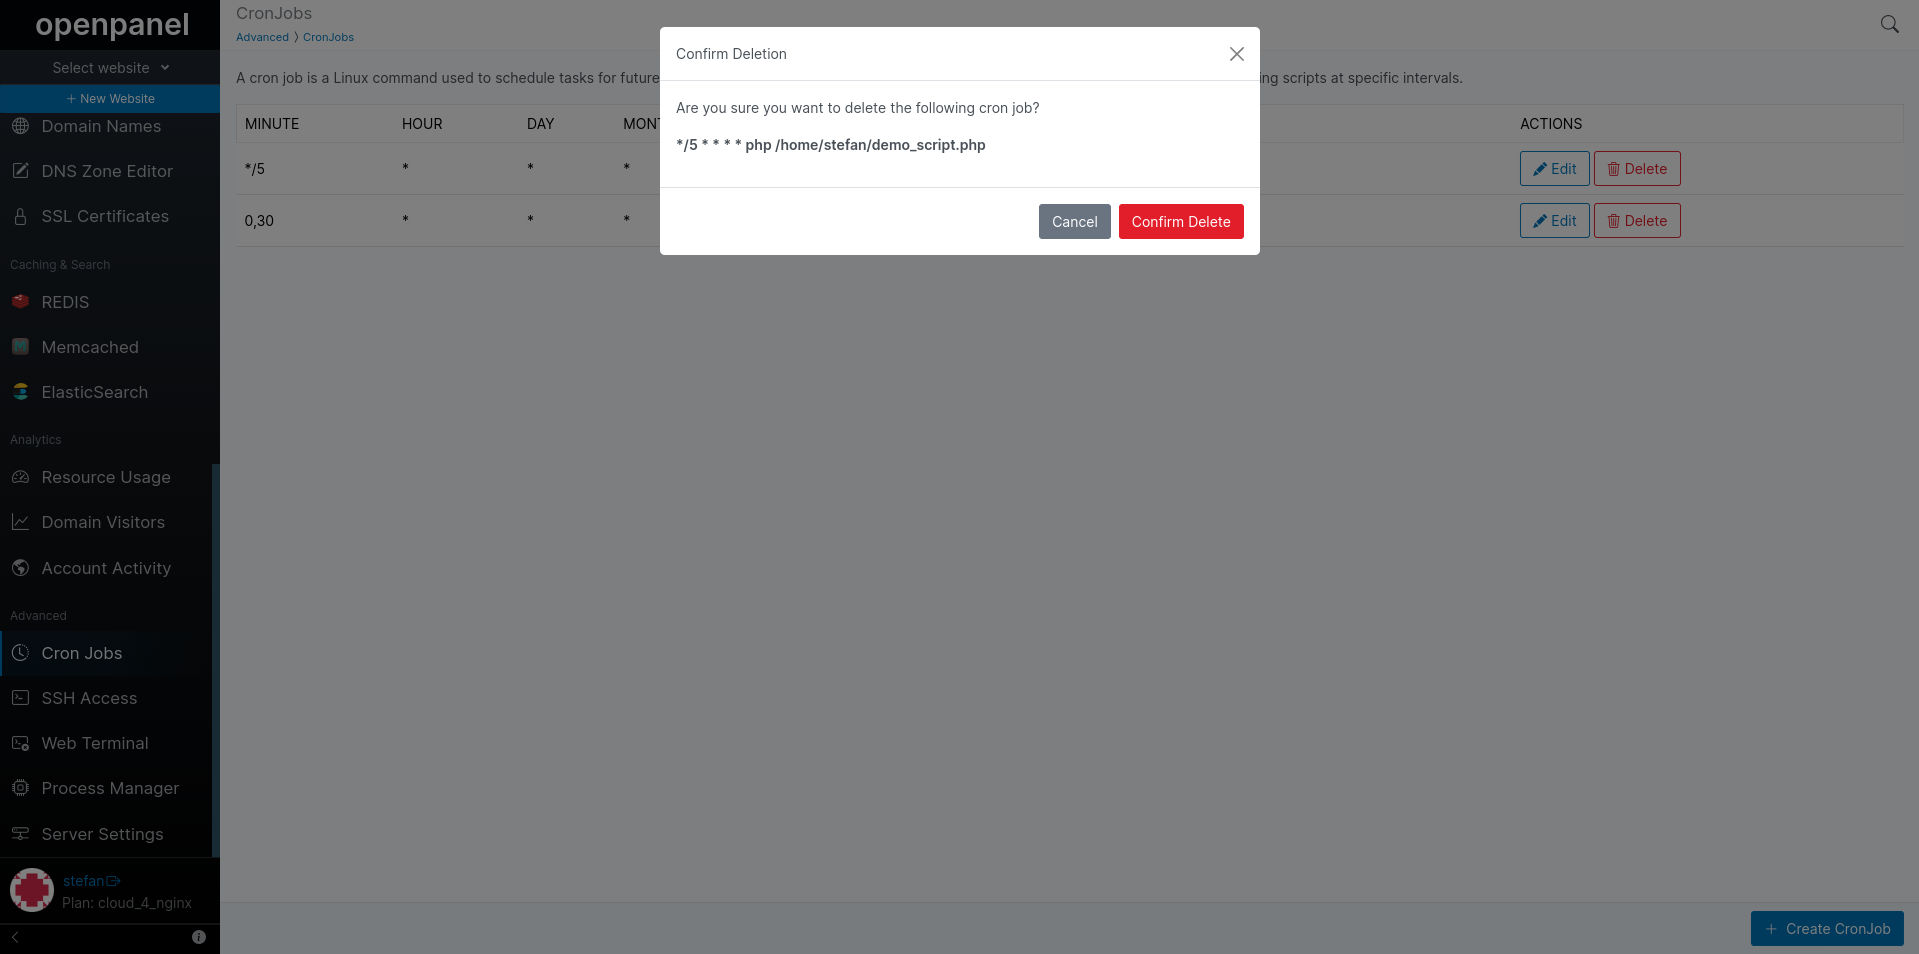 openpanel
Select website
+ New Website
Domain Names
DNS Zone Editor
SSL Certificates
Caching & Search
REDIS
Memcached
ElasticSearch
Analytics
Resource Usage
Domain Visitors
Account Activity
Advanced
Cron Jobs
SSH Access
Web Terminal
Process Manager
Server Settings
stefan
Plan: cloud_4_nginx
CronJobs
Advanced > CronJobs
A cron job is a Linux command used to schedule tasks for future
ing scripts at specific intervals.
MINUTE HOUR DAY MONT ACTIONS
*/5 * * * Edit Delete
0,30 * * * Edit Delete
Confirm Deletion
Are you sure you want to delete the following cron job?
*/5 * * * * php /home/stefan/demo_script.php
Cancel Confirm Delete
+ Create CronJob